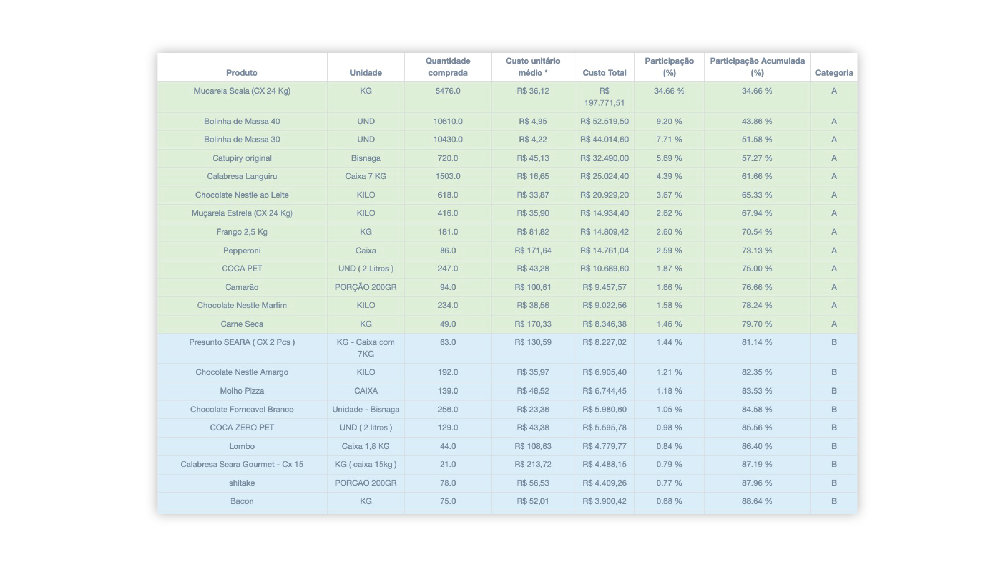 Produto Unidade Quantidade comprada Custo unitário médio * Custo Total Participação (%) Participação Acumulada (%) Categoria
Mucarela Scala (CX 24 Kg) KG 5476.0 R$ 36,12 R$ 197.771,51 34.66 % 34.66 % A
Bolinha de Massa 40 UND 10610.0 R$ 4,95 R$ 52.519,50 9.20 % 43.86 % A
Bolinha de Massa 30 UND 10430.0 R$ 4,22 R$ 44.014,60 7.71 % 51.58 % A
Catupiry original Bisnaga 720.0 R$ 45,13 R$ 32.490,00 5.69 % 57.27 % A
Calabresa Languiru Caixa 7 KG 1503.0 R$ 16,65 R$ 25.024,40 4.39 % 61.66 % A
Chocolate Nestle ao Leite KILO 618.0 R$ 33,87 R$ 20.929,20 3.67 % 65.33 % A
Muçarela Estrela (CX 24 Kg) KILO 416.0 R$ 35,90 R$ 14.934,40 2.62 % 67.94 % A
Frango 2,5 Kg KG 181.0 R$ 81,82 R$ 14.809,42 2.60 % 70.54 % A
Pepperoni Caixa 86.0 R$ 171,64 R$ 14.761,04 2.59 % 73.13 % A
COCA PET UND ( 2 Litros ) 247.0 R$ 43,28 R$ 10.689,60 1.87 % 75.00 % A
Camarão PORÇÃO 200GR 94.0 R$ 100,61 R$ 9.457,57 1.66 % 76.66 % A
Chocolate Nestle Marfim KILO 234.0 R$ 38,56 R$ 9.022,56 1.58 % 78.24 % A
Carne Seca KG 49.0 R$ 170,33 R$ 8.346,38 1.46 % 79.70 % A
Presunto SEARA ( CX 2 Pcs ) KG - Caixa com 7KG 63.0 R$ 130,59 R$ 8.227,02 1.44 % 81.14 % B
Chocolate Nestle Amargo KILO 192.0 R$ 35,97 R$ 6.905,40 1.21 % 82.35 % B
Molho Pizza CAIXA 139.0 R$ 48,52 R$ 6.744,45 1.18 % 83.53 % B
Chocolate Forneavel Branco Unidade - Bisnaga 256.0 R$ 23,36 R$ 5.980,60 1.05 % 84.58 % B
COCA ZERO PET UND ( 2 litros ) 129.0 R$ 43,38 R$ 5.595,78 0.98 % 85.56 % B
Lombo Caixa 1,8 KG 44.0 R$ 108,63 R$ 4.779,77 0.84 % 86.40 % B
Calabresa Seara Gourmet - Cx 15 KG ( caixa 15kg ) 21.0 R$ 213,72 R$ 4.488,15 0.79 % 87.19 % B
shitake PORCAO 200GR 78.0 R$ 56,53 R$ 4.409,26 0.77 % 87.96 % B
Bacon KG 75.0 R$ 52,01 R$ 3.900,42 0.68 % 88.64 % B